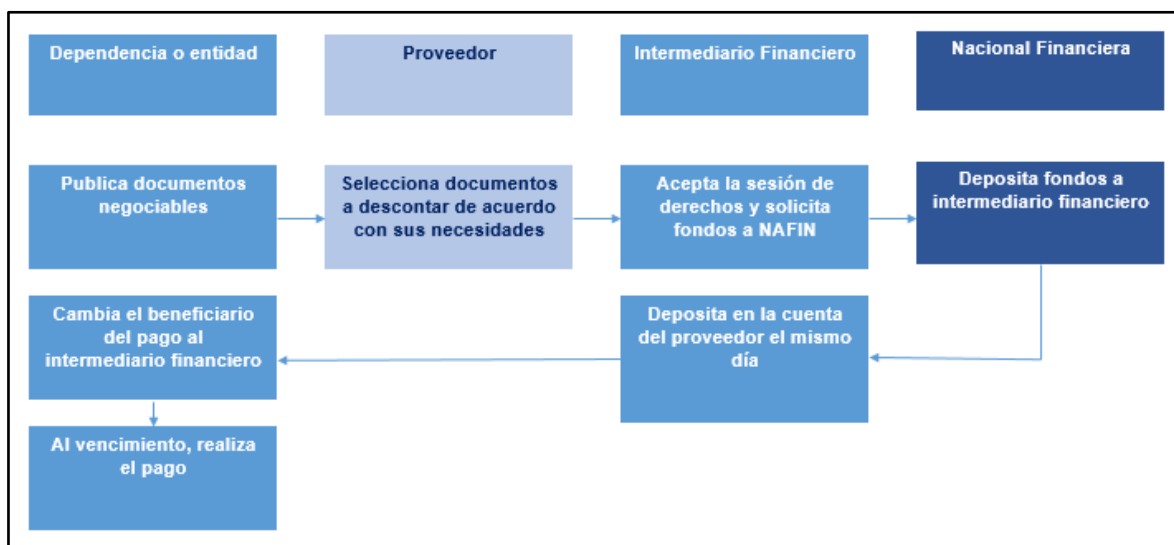 Dependencia o entidad
Proveedor
Intermediario Financiero
Nacional Financiera
Publica documentos
negociables
Selecciona documentos
a descontar de acuerdo
con sus necesidades
Acepta la sesión de
derechos y solicita
fondos a NAFIN
Deposita fondos a
intermediario financiero
Cambia el beneficiario
del pago al
intermediario financiero
Deposita en la cuenta
del proveedor el mismo
día
Al vencimiento, realiza
el pago